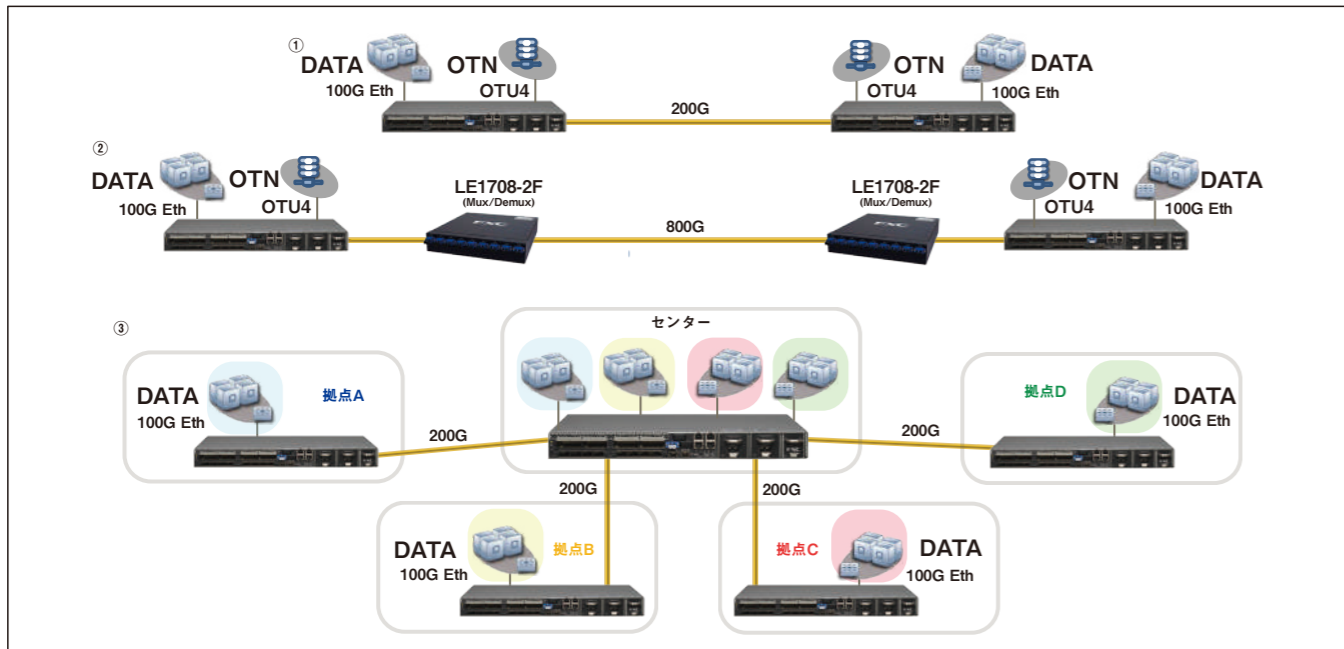 ①
DATA
100G Eth
OTN
OTU4
200G
OTN
OTU4
DATA
100G Eth
②
DATA
100G Eth
OTN
OTU4
LE1708-2F
(Mux/Demux)
FXC
800G
LE1708-2F
(Mux/Demux)
FXC
OTN
OTU4
DATA
100G Eth
③
センター
DATA
100G Eth
拠点A
200G
拠点D
DATA
100G Eth
200G
200G
200G
DATA
100G Eth
拠点B
拠点C
DATA
100G Eth